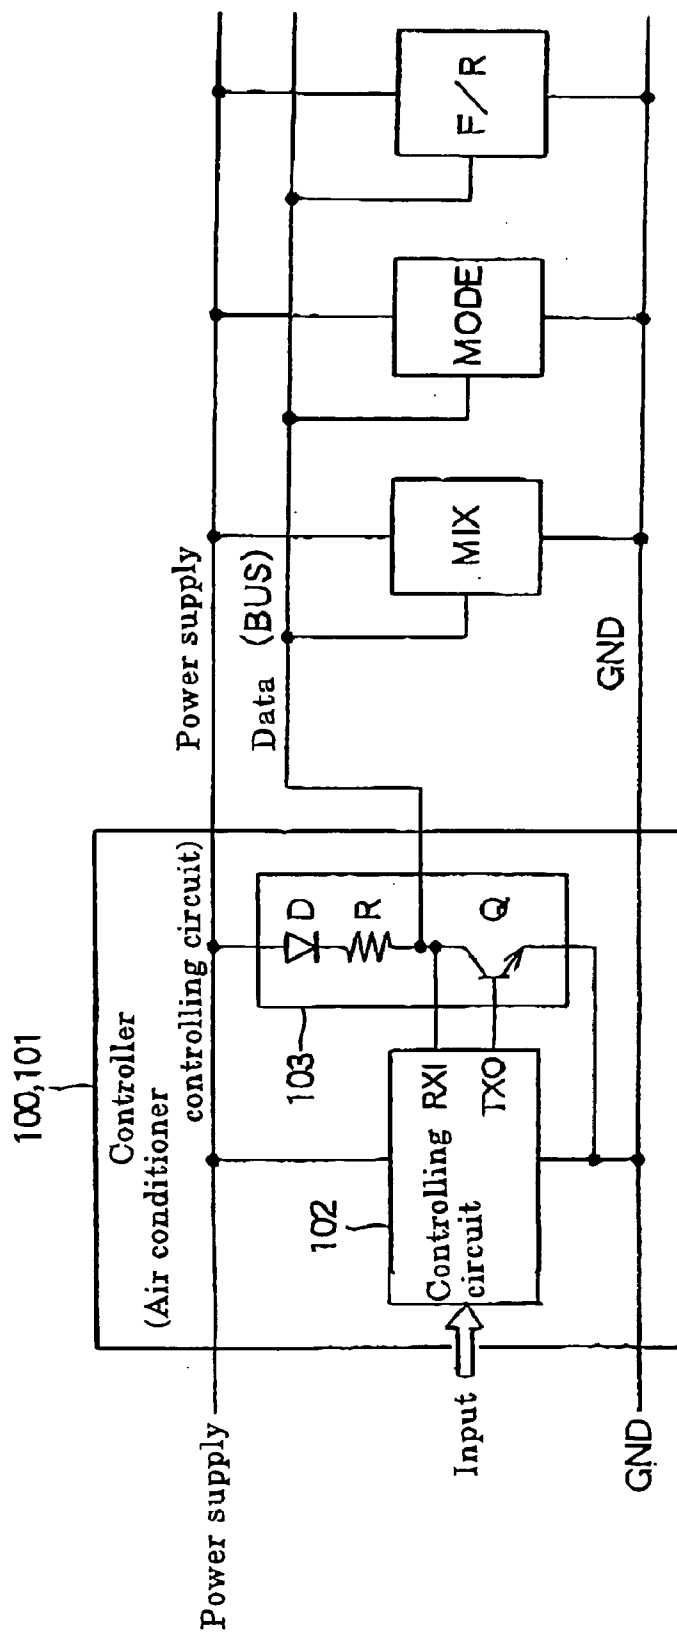 100,101
Controller
(Air conditioner
controlling circuit)
Power supply
Power supply
Data
(BUS)
103
D
R
Q
102
RXI
TXO
Controlling
circuit
Input
MIX
MODE
F/R
GND
GND